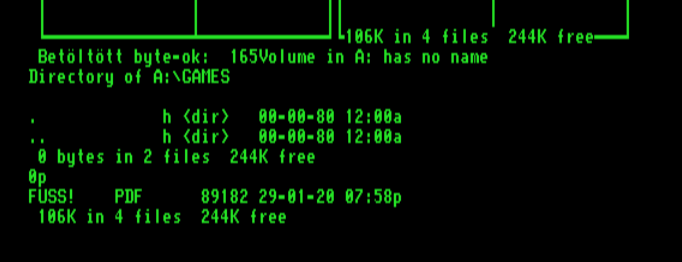 106K in 4 files  244K free
Betöltött byte-ok:  165Volume in A: has no name
Directory of A:\GAMES
.             h <dir>   00-00-80 12:00a
..            h <dir>   00-00-80 12:00a
0 bytes in 2 files  244K free
0p
FUSS!    PDF      89182 29-01-20 07:58p
106K in 4 files  244K free